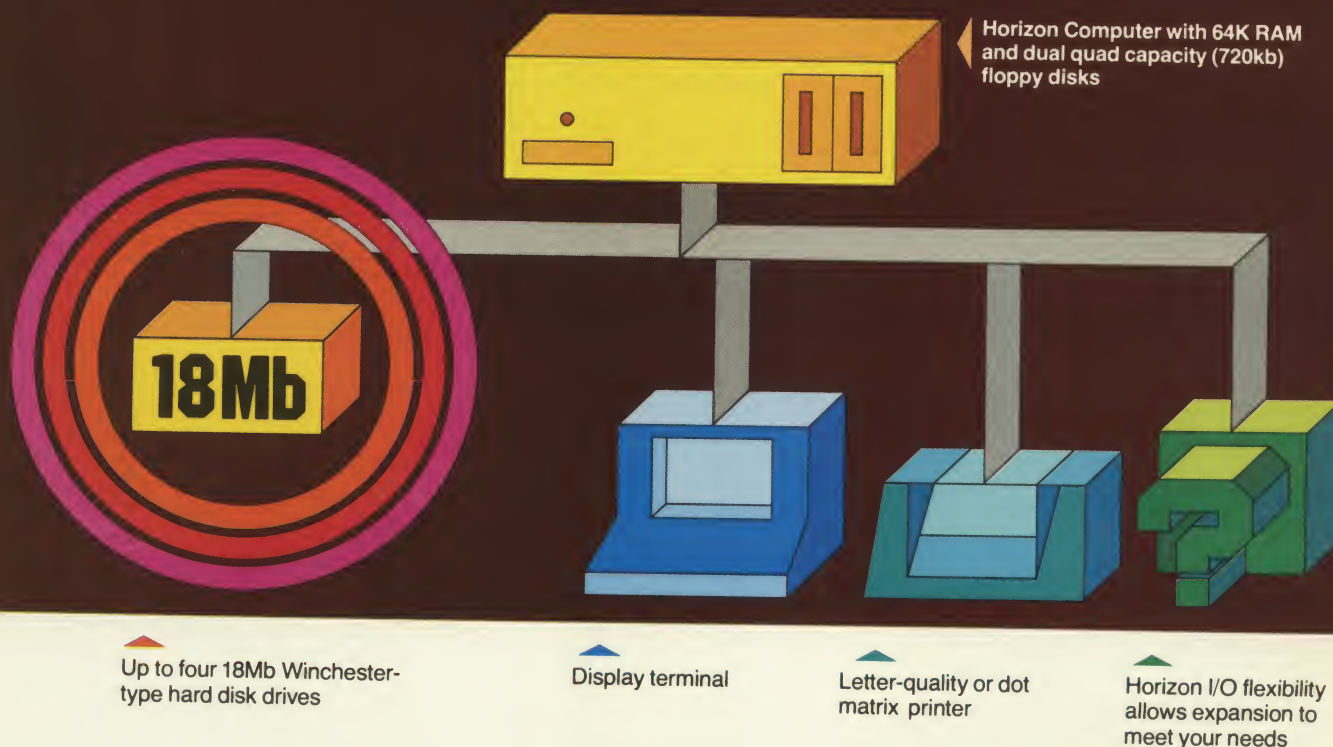 Horizon Computer with 64K RAM
and dual quad capacity (720kb)
floppy disks
18Mb
Up to four 18Mb Winchester-
type hard disk drives
Display terminal
Letter-quality or dot
matrix printer
Horizon I/O flexibility
allows expansion to
meet your needs